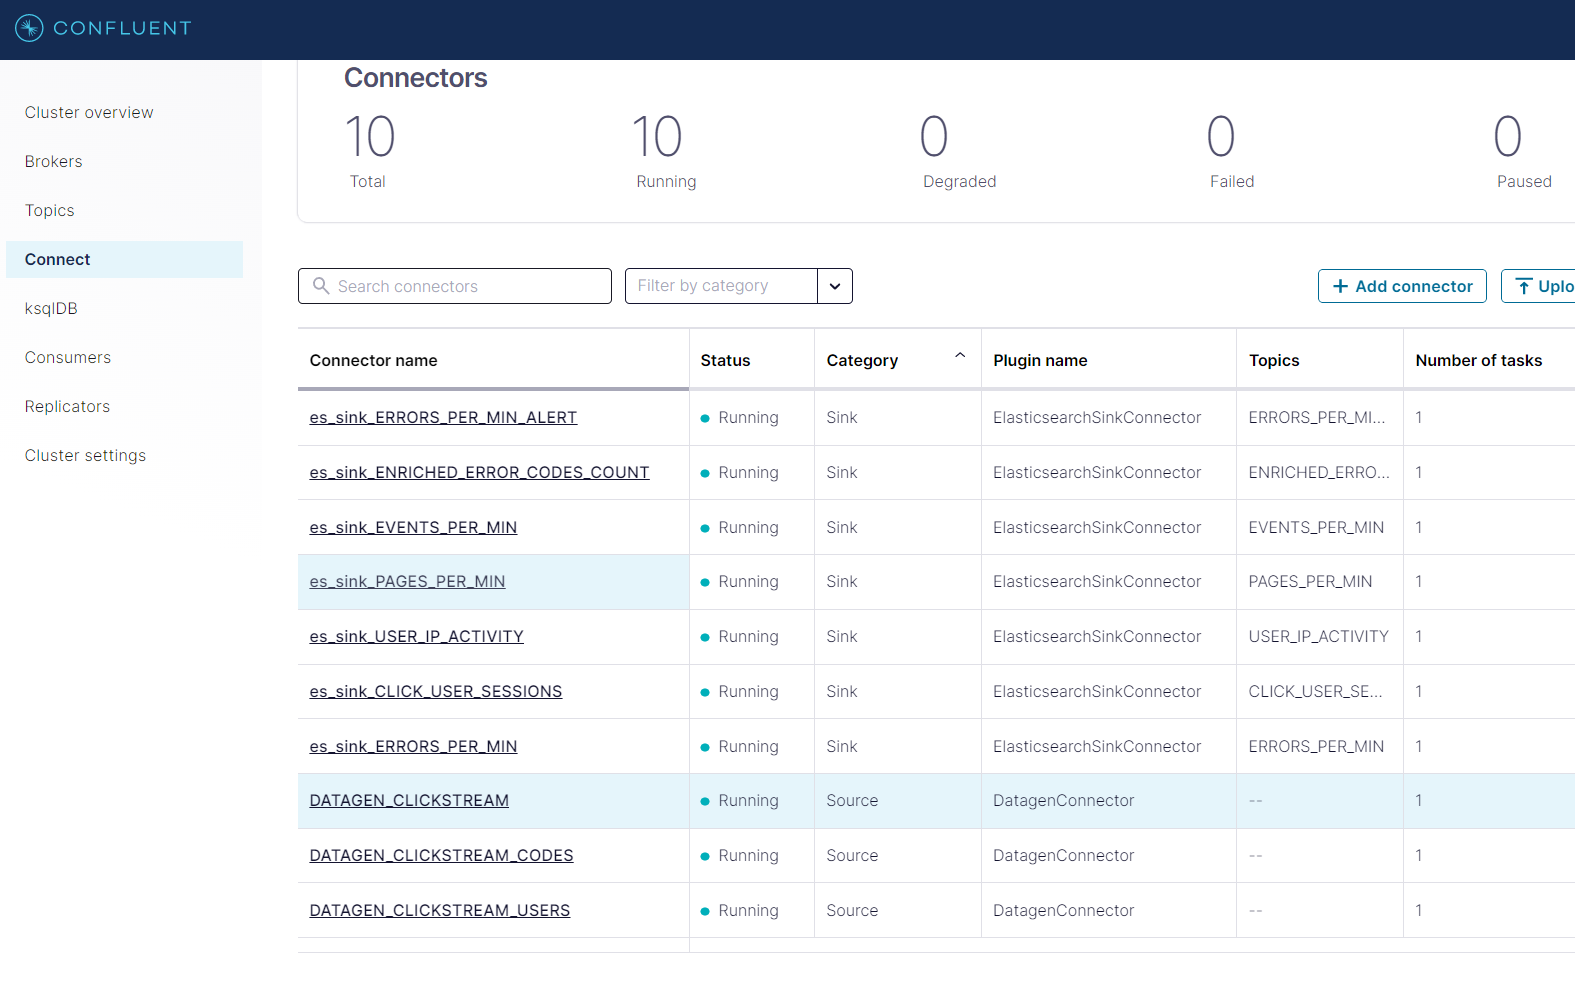 CONFLUENT
Cluster overview
Brokers
Topics
Connect
ksqlDB
Consumers
Replicators
Cluster settings
Connectors
10 10 0 0 0
Total Running Degraded Failed Paused
Search connectors Filter by category + Add connector Uplo
Connector name Status Category Plugin name Topics Number of tasks
es_sink_ERRORS_PER_MIN_ALERT Running Sink ElasticsearchSinkConnector ERRORS_PER_MI... 1
es_sink_ENRICHED_ERROR_CODES_COUNT Running Sink ElasticsearchSinkConnector ENRICHED_ERRO... 1
es_sink_EVENTS_PER_MIN Running Sink ElasticsearchSinkConnector EVENTS_PER_MIN 1
es_sink_PAGES_PER_MIN Running Sink ElasticsearchSinkConnector PAGES_PER_MIN 1
es_sink_USER_IP_ACTIVITY Running Sink ElasticsearchSinkConnector USER_IP_ACTIVITY 1
es_sink_CLICK_USER_SESSIONS Running Sink ElasticsearchSinkConnector CLICK_USER_SE... 1
es_sink_ERRORS_PER_MIN Running Sink ElasticsearchSinkConnector ERRORS_PER_MIN 1
DATAGEN_CLICKSTREAM Running Source DatagenConnector -- 1
DATAGEN_CLICKSTREAM_CODES Running Source DatagenConnector -- 1
DATAGEN_CLICKSTREAM_USERS Running Source DatagenConnector -- 1